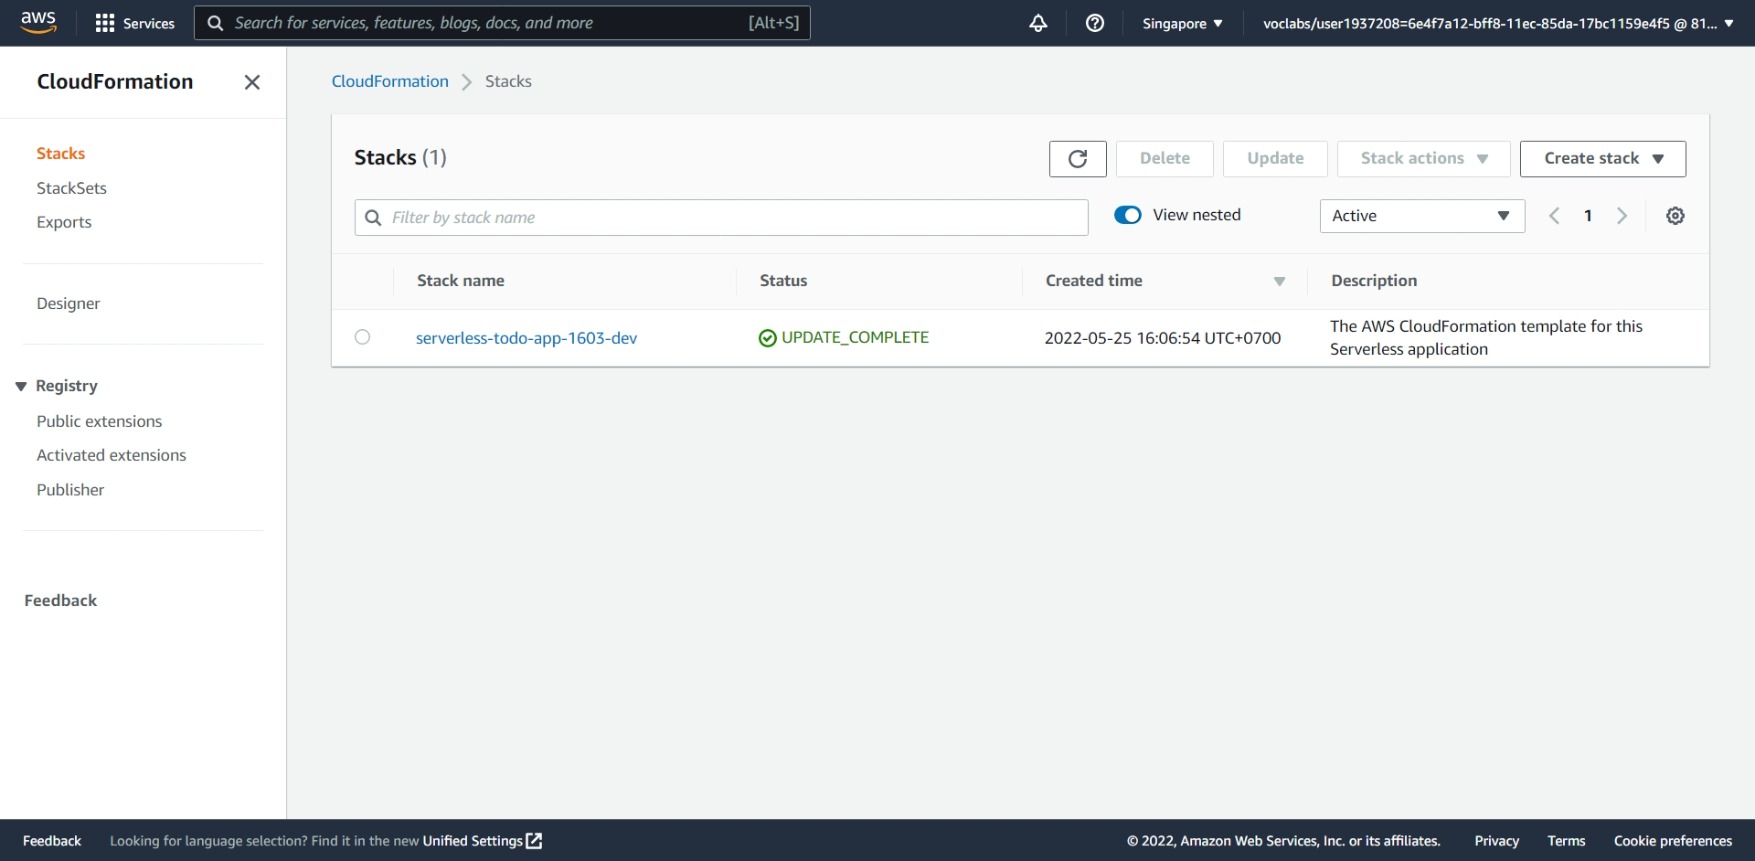 aws
Services
Search for services, features, blogs, docs, and more
[Alt+S]
Singapore
voclabs/user1937208=6e4f7a12-bff8-11ec-85da-17bc1159e4f5 @ 81...
CloudFormation
Stacks
StackSets
Exports
Designer
Registry
Public extensions
Activated extensions
Publisher
Feedback
CloudFormation > Stacks
Stacks (1)
Delete
Update
Stack actions
Create stack
Filter by stack name
View nested
Active
1
Stack name
Status
Created time
Description
serverless-todo-app-1603-dev
UPDATE_COMPLETE
2022-05-25 16:06:54 UTC+0700
The AWS CloudFormation template for this
Serverless application
Feedback
Looking for language selection? Find it in the new Unified Settings
© 2022, Amazon Web Services, Inc. or its affiliates.
Privacy
Terms
Cookie preferences